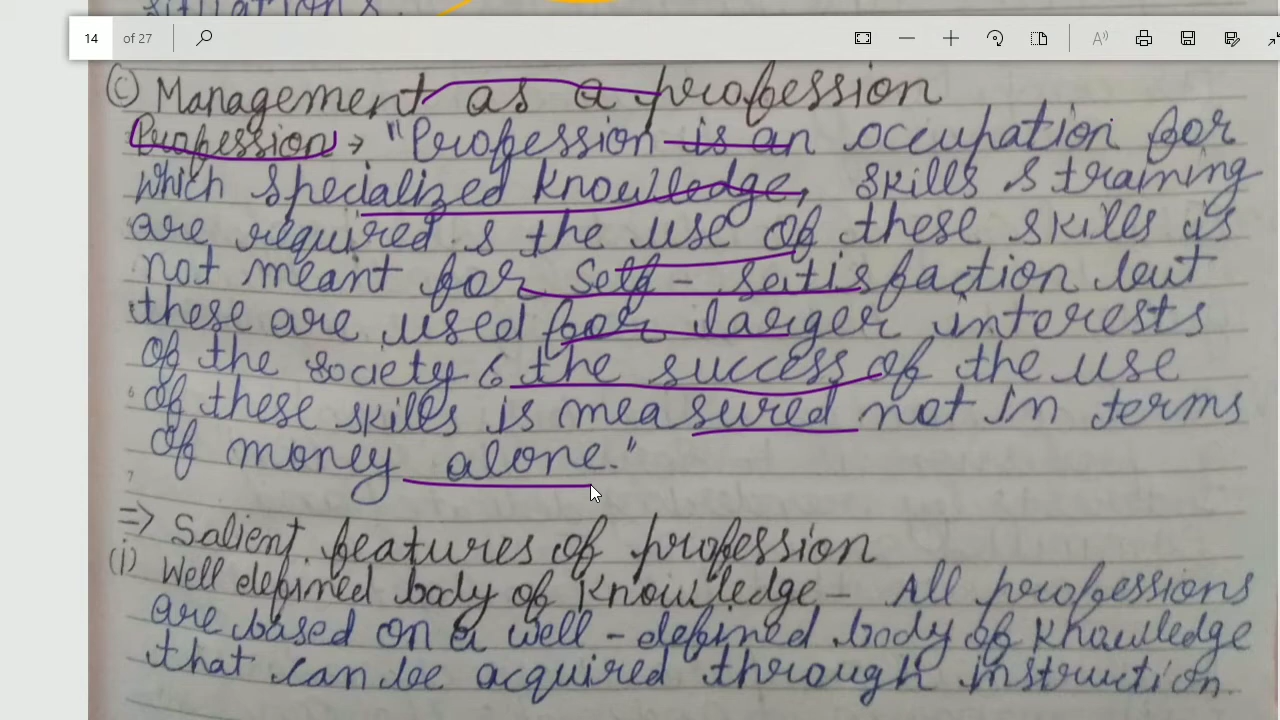 14 of 27
(C) Management as a profession
Profession → "Profession is an occupation for
which specialized knowledge, skills & training
are required & the use of these skills is
not meant for self - satisfaction but
these are used for larger interests
of the society & the success of the use
of these skills is measured not in terms
of money alone."
⇒ Salient features of profession
(i) Well defined body of knowledge - All professions
are based on a well - defined body of knowledge
that can be acquired through instruction.